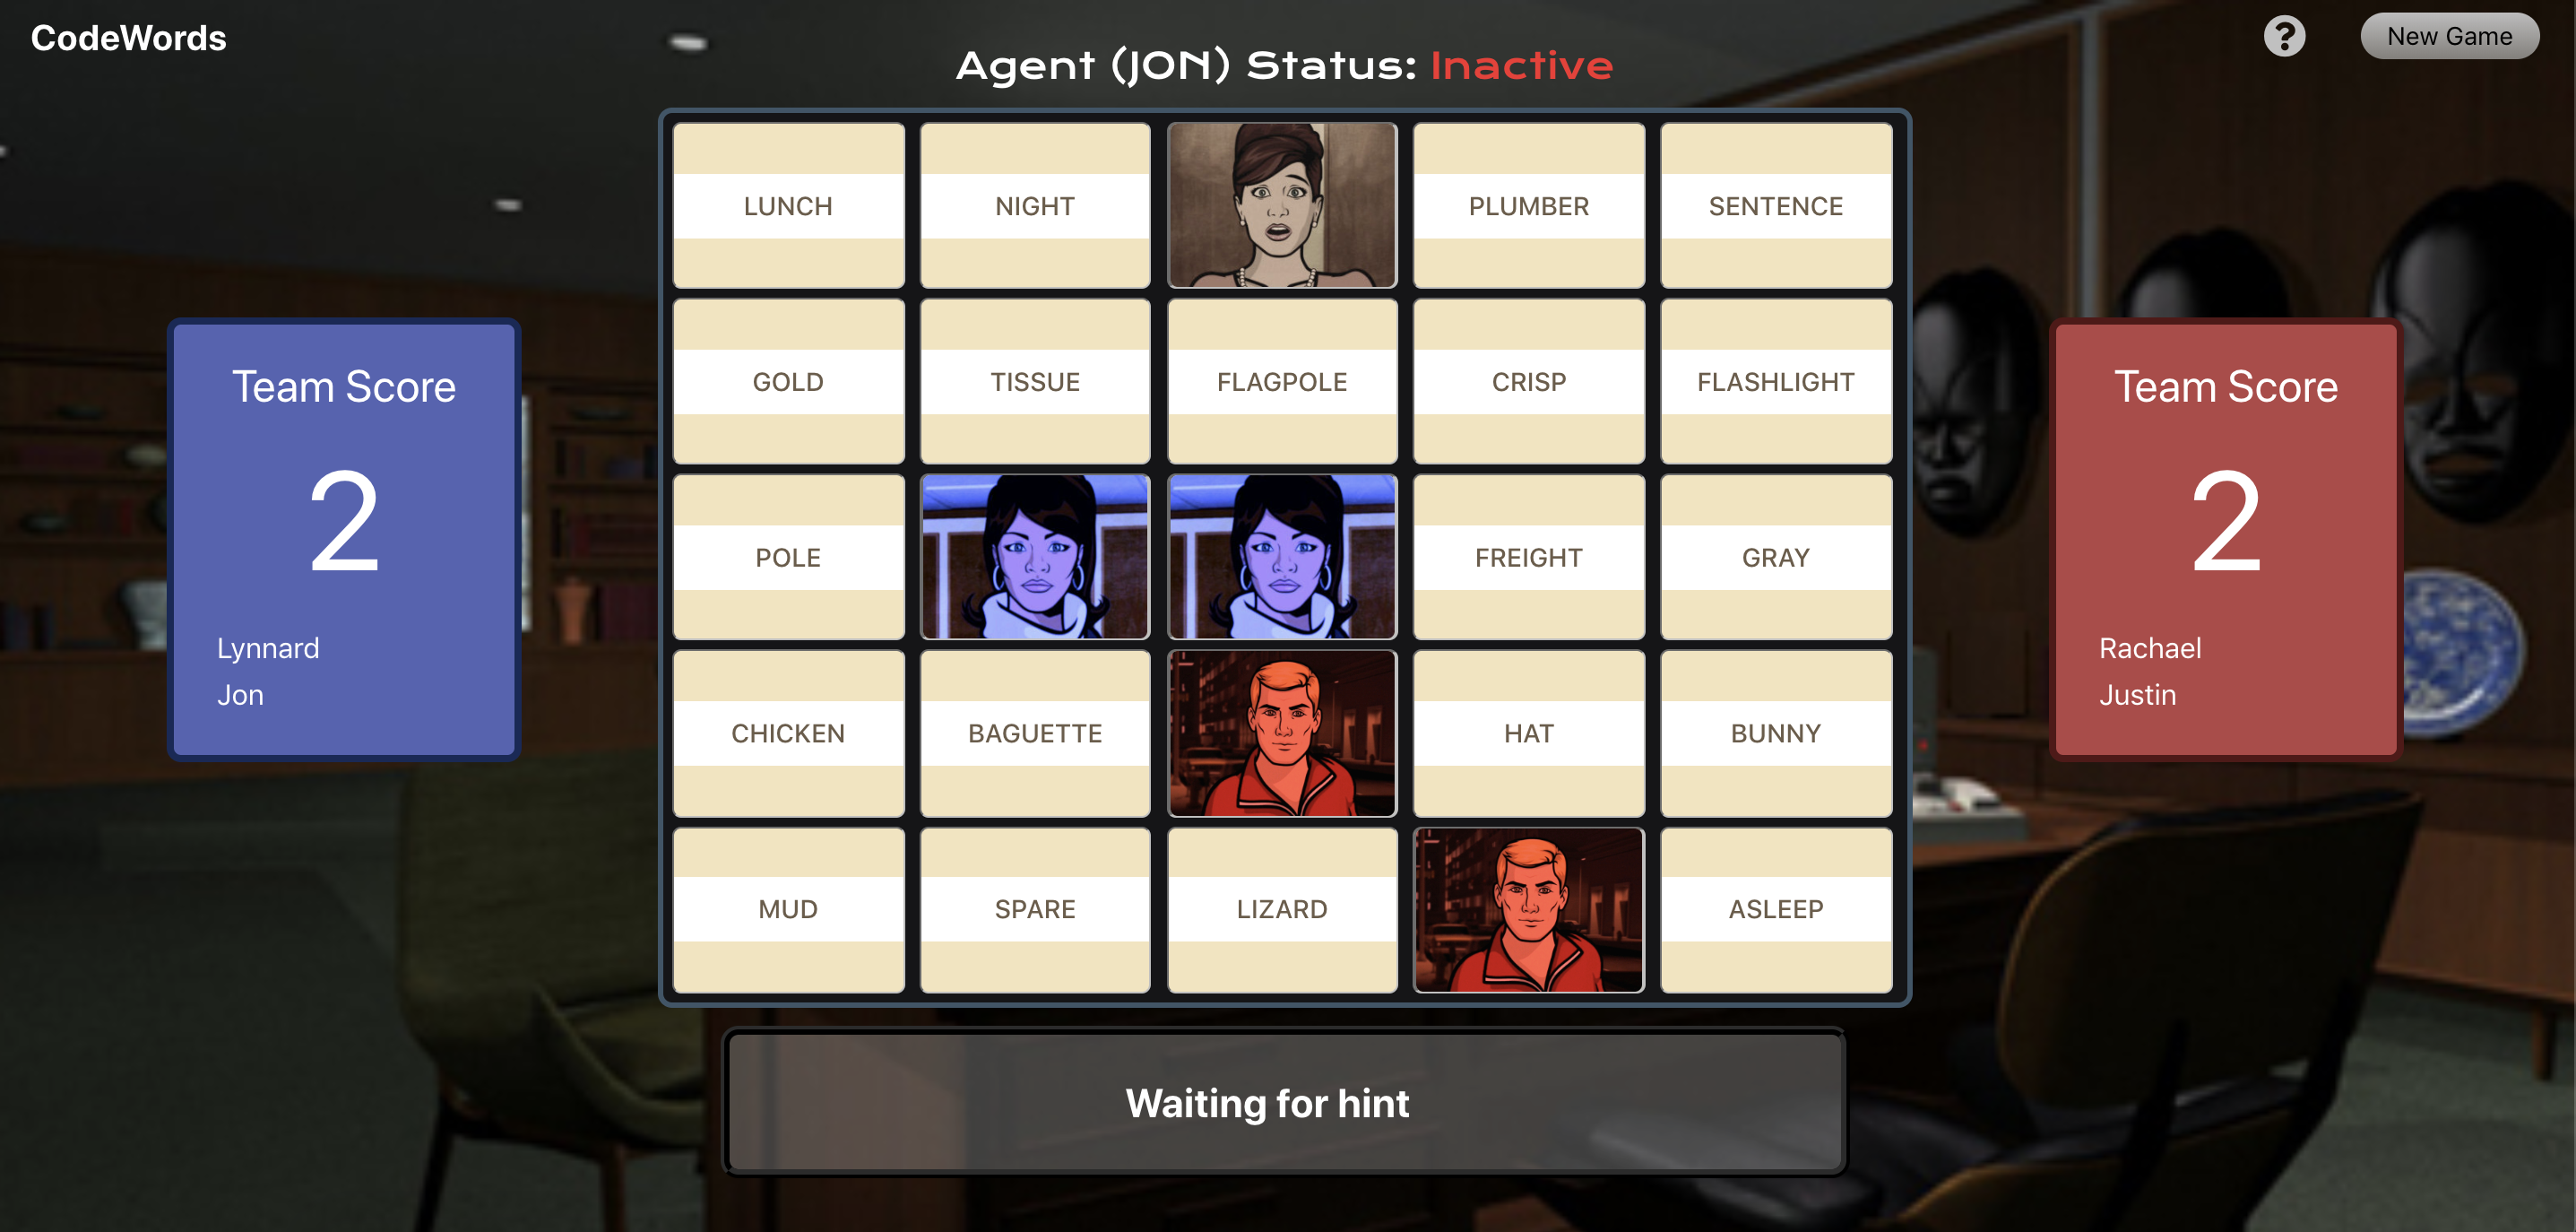 CodeWords
? New Game
Agent (JON) Status: Inactive
LUNCH NIGHT PLUMBER SENTENCE
GOLD TISSUE FLAGPOLE CRISP FLASHLIGHT
POLE FREIGHT GRAY
CHICKEN BAGUETTE HAT BUNNY
MUD SPARE LIZARD ASLEEP
Team Score
2
Lynnard
Jon
Team Score
2
Rachael
Justin
Waiting for hint